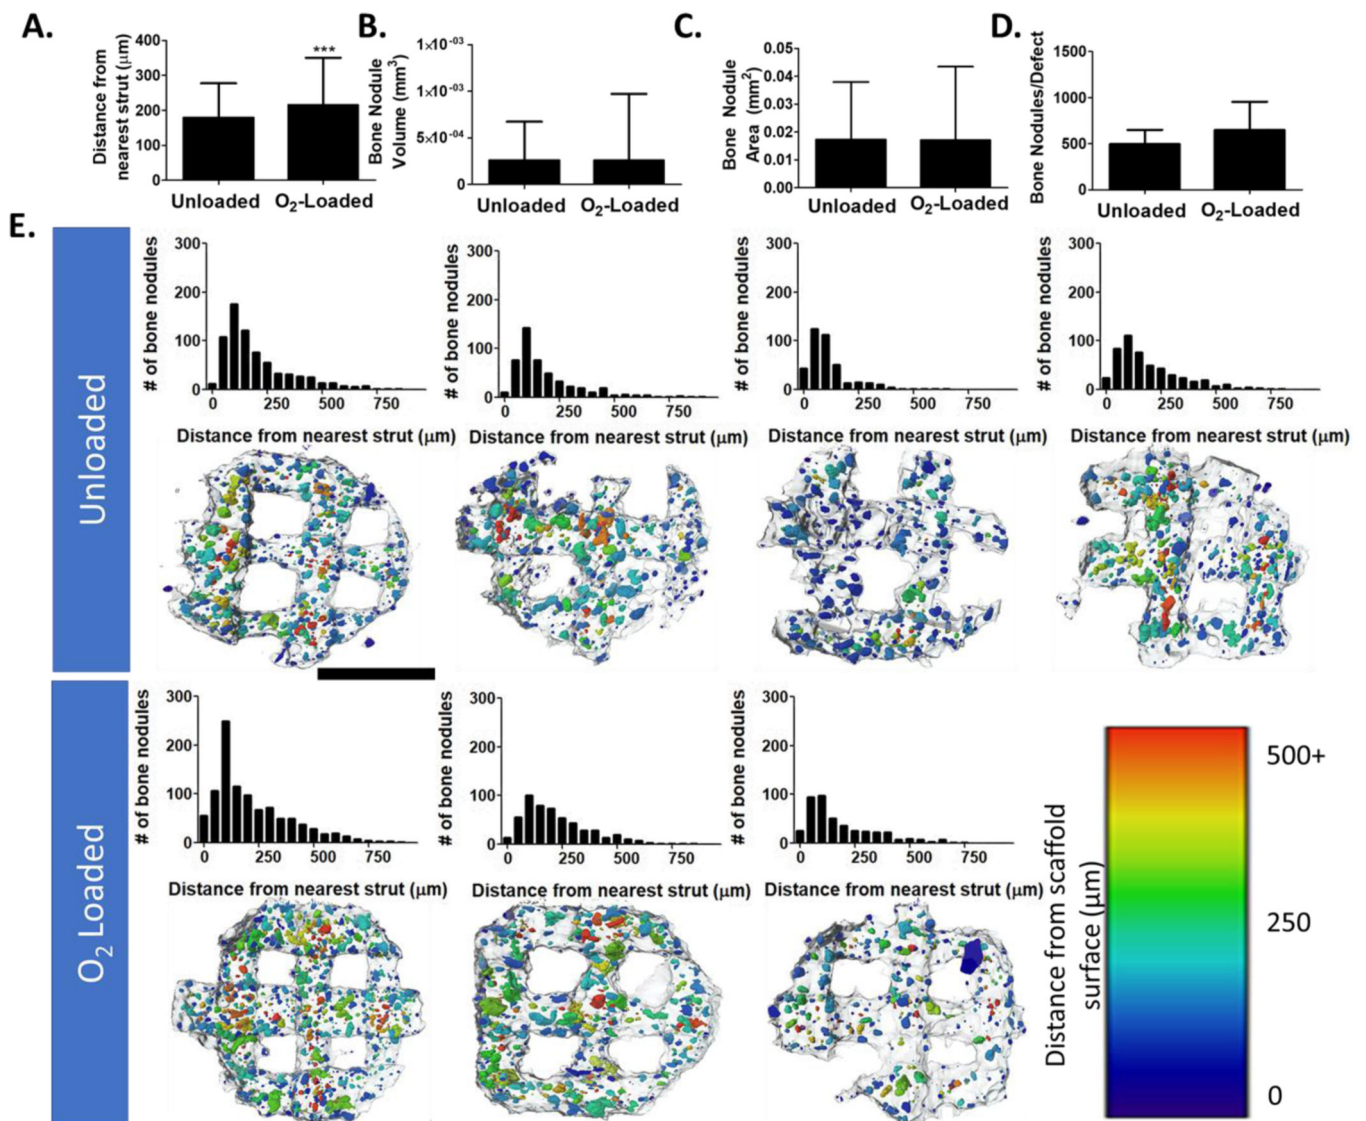 A.
Distance from
nearest strut (μm)
400
300
200
100
0
***
Unloaded
O₂-Loaded
B.
Bone Nodule
Volume (mm³)
1×10⁻⁰³
1×10⁻⁰³
5×10⁻⁰⁴
0
Unloaded
O₂-Loaded
C.
Bone Nodule
Area (mm²)
0.05
0.04
0.03
0.02
0.01
0.00
Unloaded
O₂-Loaded
D.
Bone Nodules/Defect
1500
1000
500
0
Unloaded
O₂-Loaded
E.
Unloaded
# of bone nodules
300
200
100
0
0 250 500 750
Distance from nearest strut (μm)
# of bone nodules
300
200
100
0
0 250 500 750
Distance from nearest strut (μm)
# of bone nodules
300
200
100
0
0 250 500 750
Distance from nearest strut (μm)
# of bone nodules
300
200
100
0
0 250 500 750
Distance from nearest strut (μm)
O₂ Loaded
# of bone nodules
300
200
100
0
0 250 500 750
Distance from nearest strut (μm)
# of bone nodules
300
200
100
0
0 250 500 750
Distance from nearest strut (μm)
# of bone nodules
300
200
100
0
0 250 500 750
Distance from nearest strut (μm)
Distance from scaffold
surface (μm)
500+
250
0